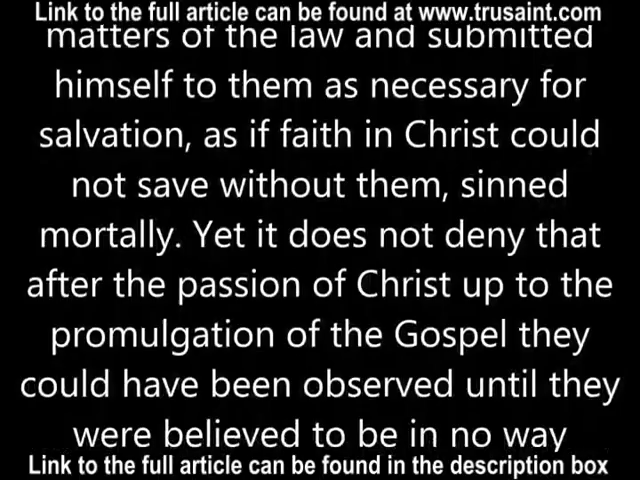 Link to the full article can be found at www.trusaint.com
matters of the law and submitted
himself to them as necessary for
salvation, as if faith in Christ could
not save without them, sinned
mortally. Yet it does not deny that
after the passion of Christ up to the
promulgation of the Gospel they
could have been observed until they
were believed to be in no way
Link to the full article can be found in the description box